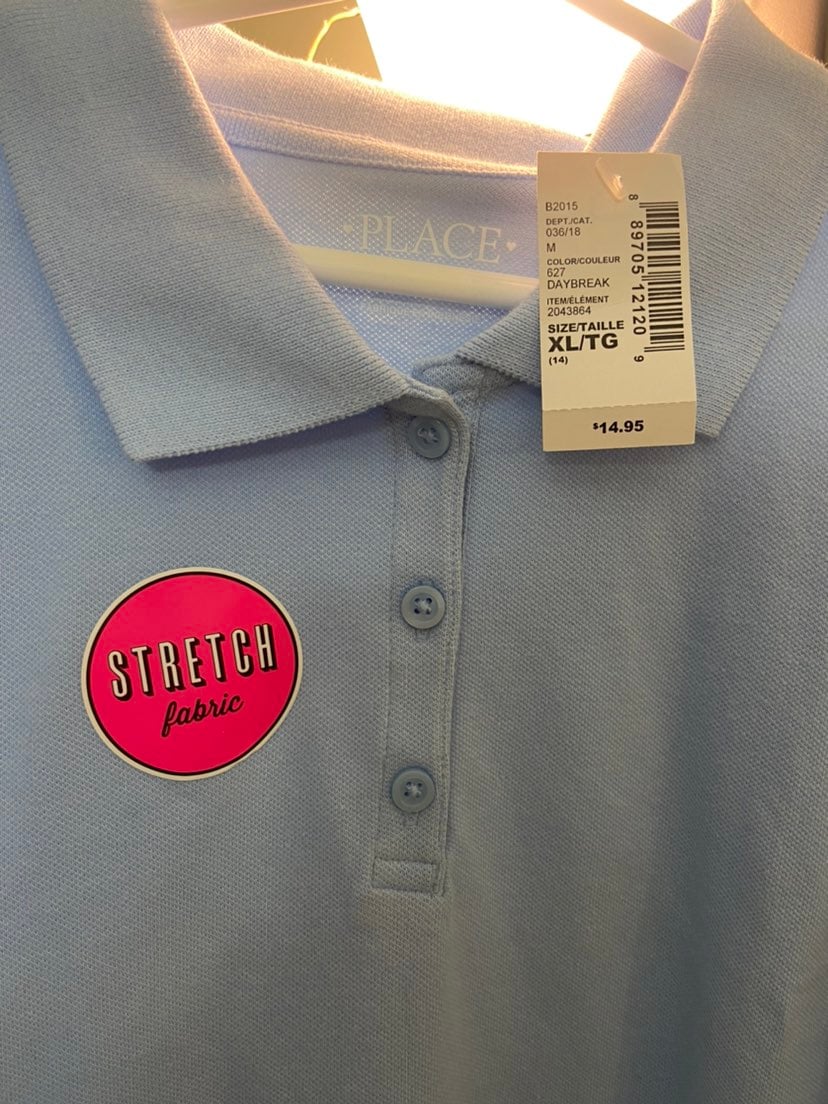 PLACE
B2015
DEPT./CAT.
036/18
M
COLOR/COULEUR
627
DAYBREAK
ITEM/ÉLÉMENT
2043864
SIZE/TAILLE
XL/TG
(14)
8 89705 12120 9
$14.95
STRETCH
fabric